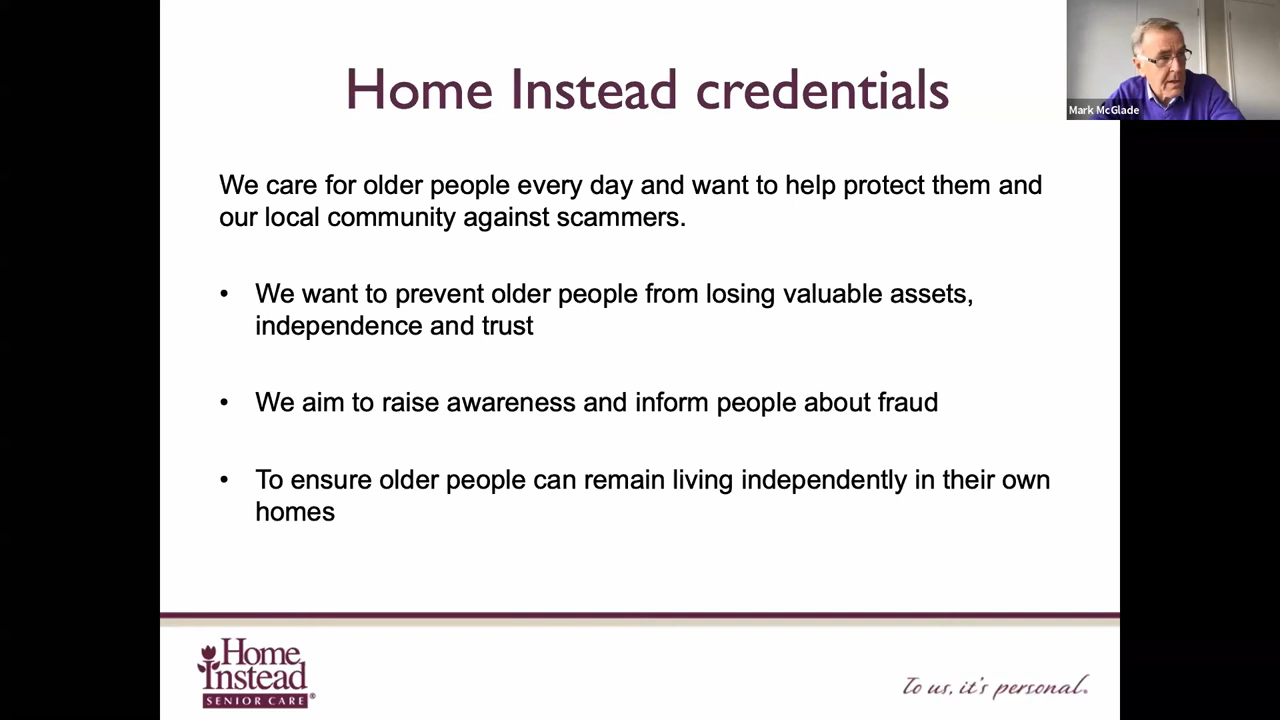 Home Instead credentials
Mark McGlade
We care for older people every day and want to help protect them and
our local community against scammers.
• We want to prevent older people from losing valuable assets,
independence and trust
• We aim to raise awareness and inform people about fraud
• To ensure older people can remain living independently in their own
homes
Home
Instead
SENIOR CARE®
To us, it's personal.